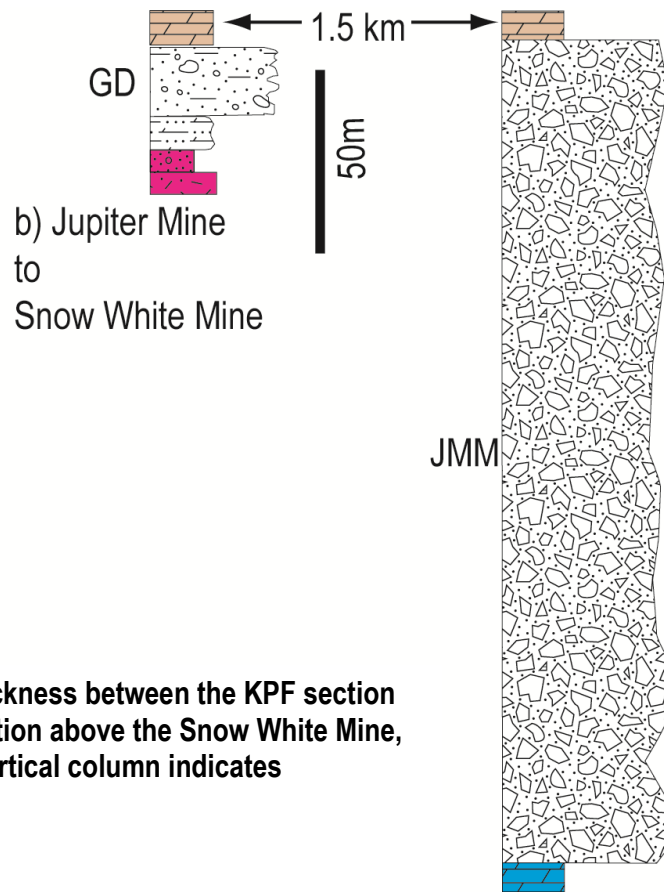 1.5 km
GD
50m
b) Jupiter Mine
to
Snow White Mine
JMM
ckness between the KPF section
tion above the Snow White Mine,
rtical column indicates